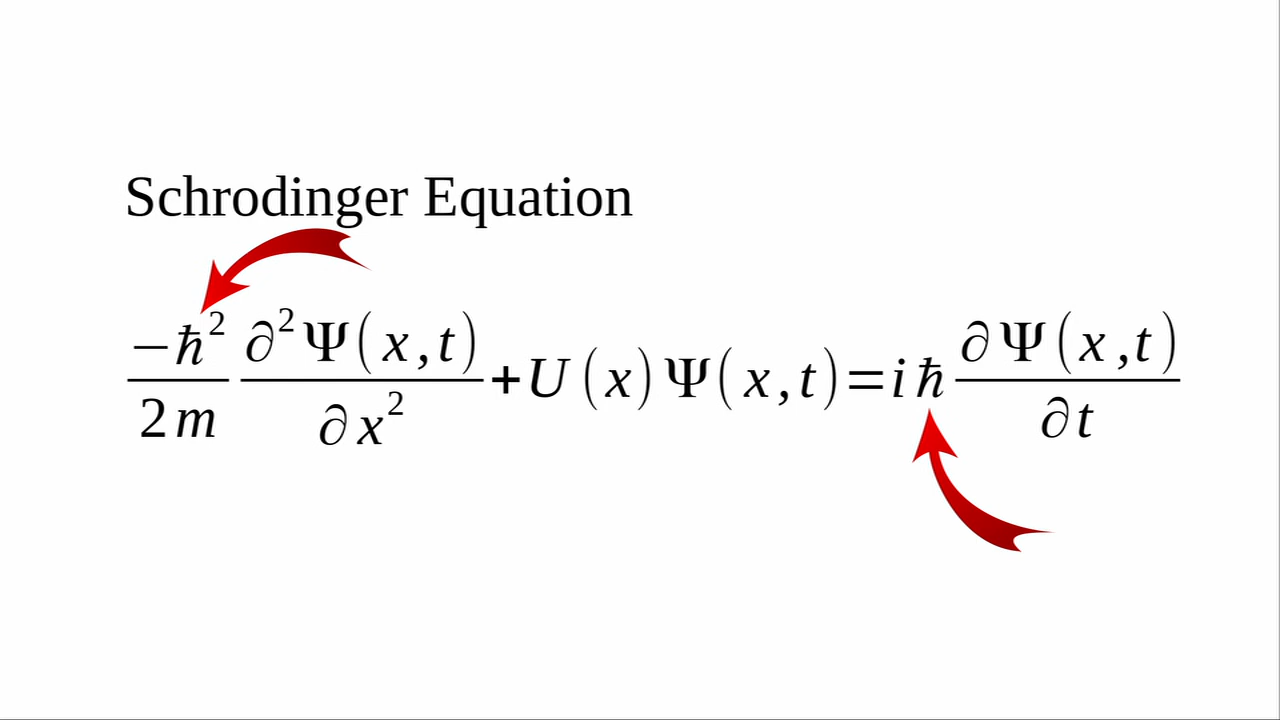 Schrodinger Equation
−ℏ²/2m ∂²Ψ(x,t)/∂x² + U(x)Ψ(x,t) = iℏ ∂Ψ(x,t)/∂t